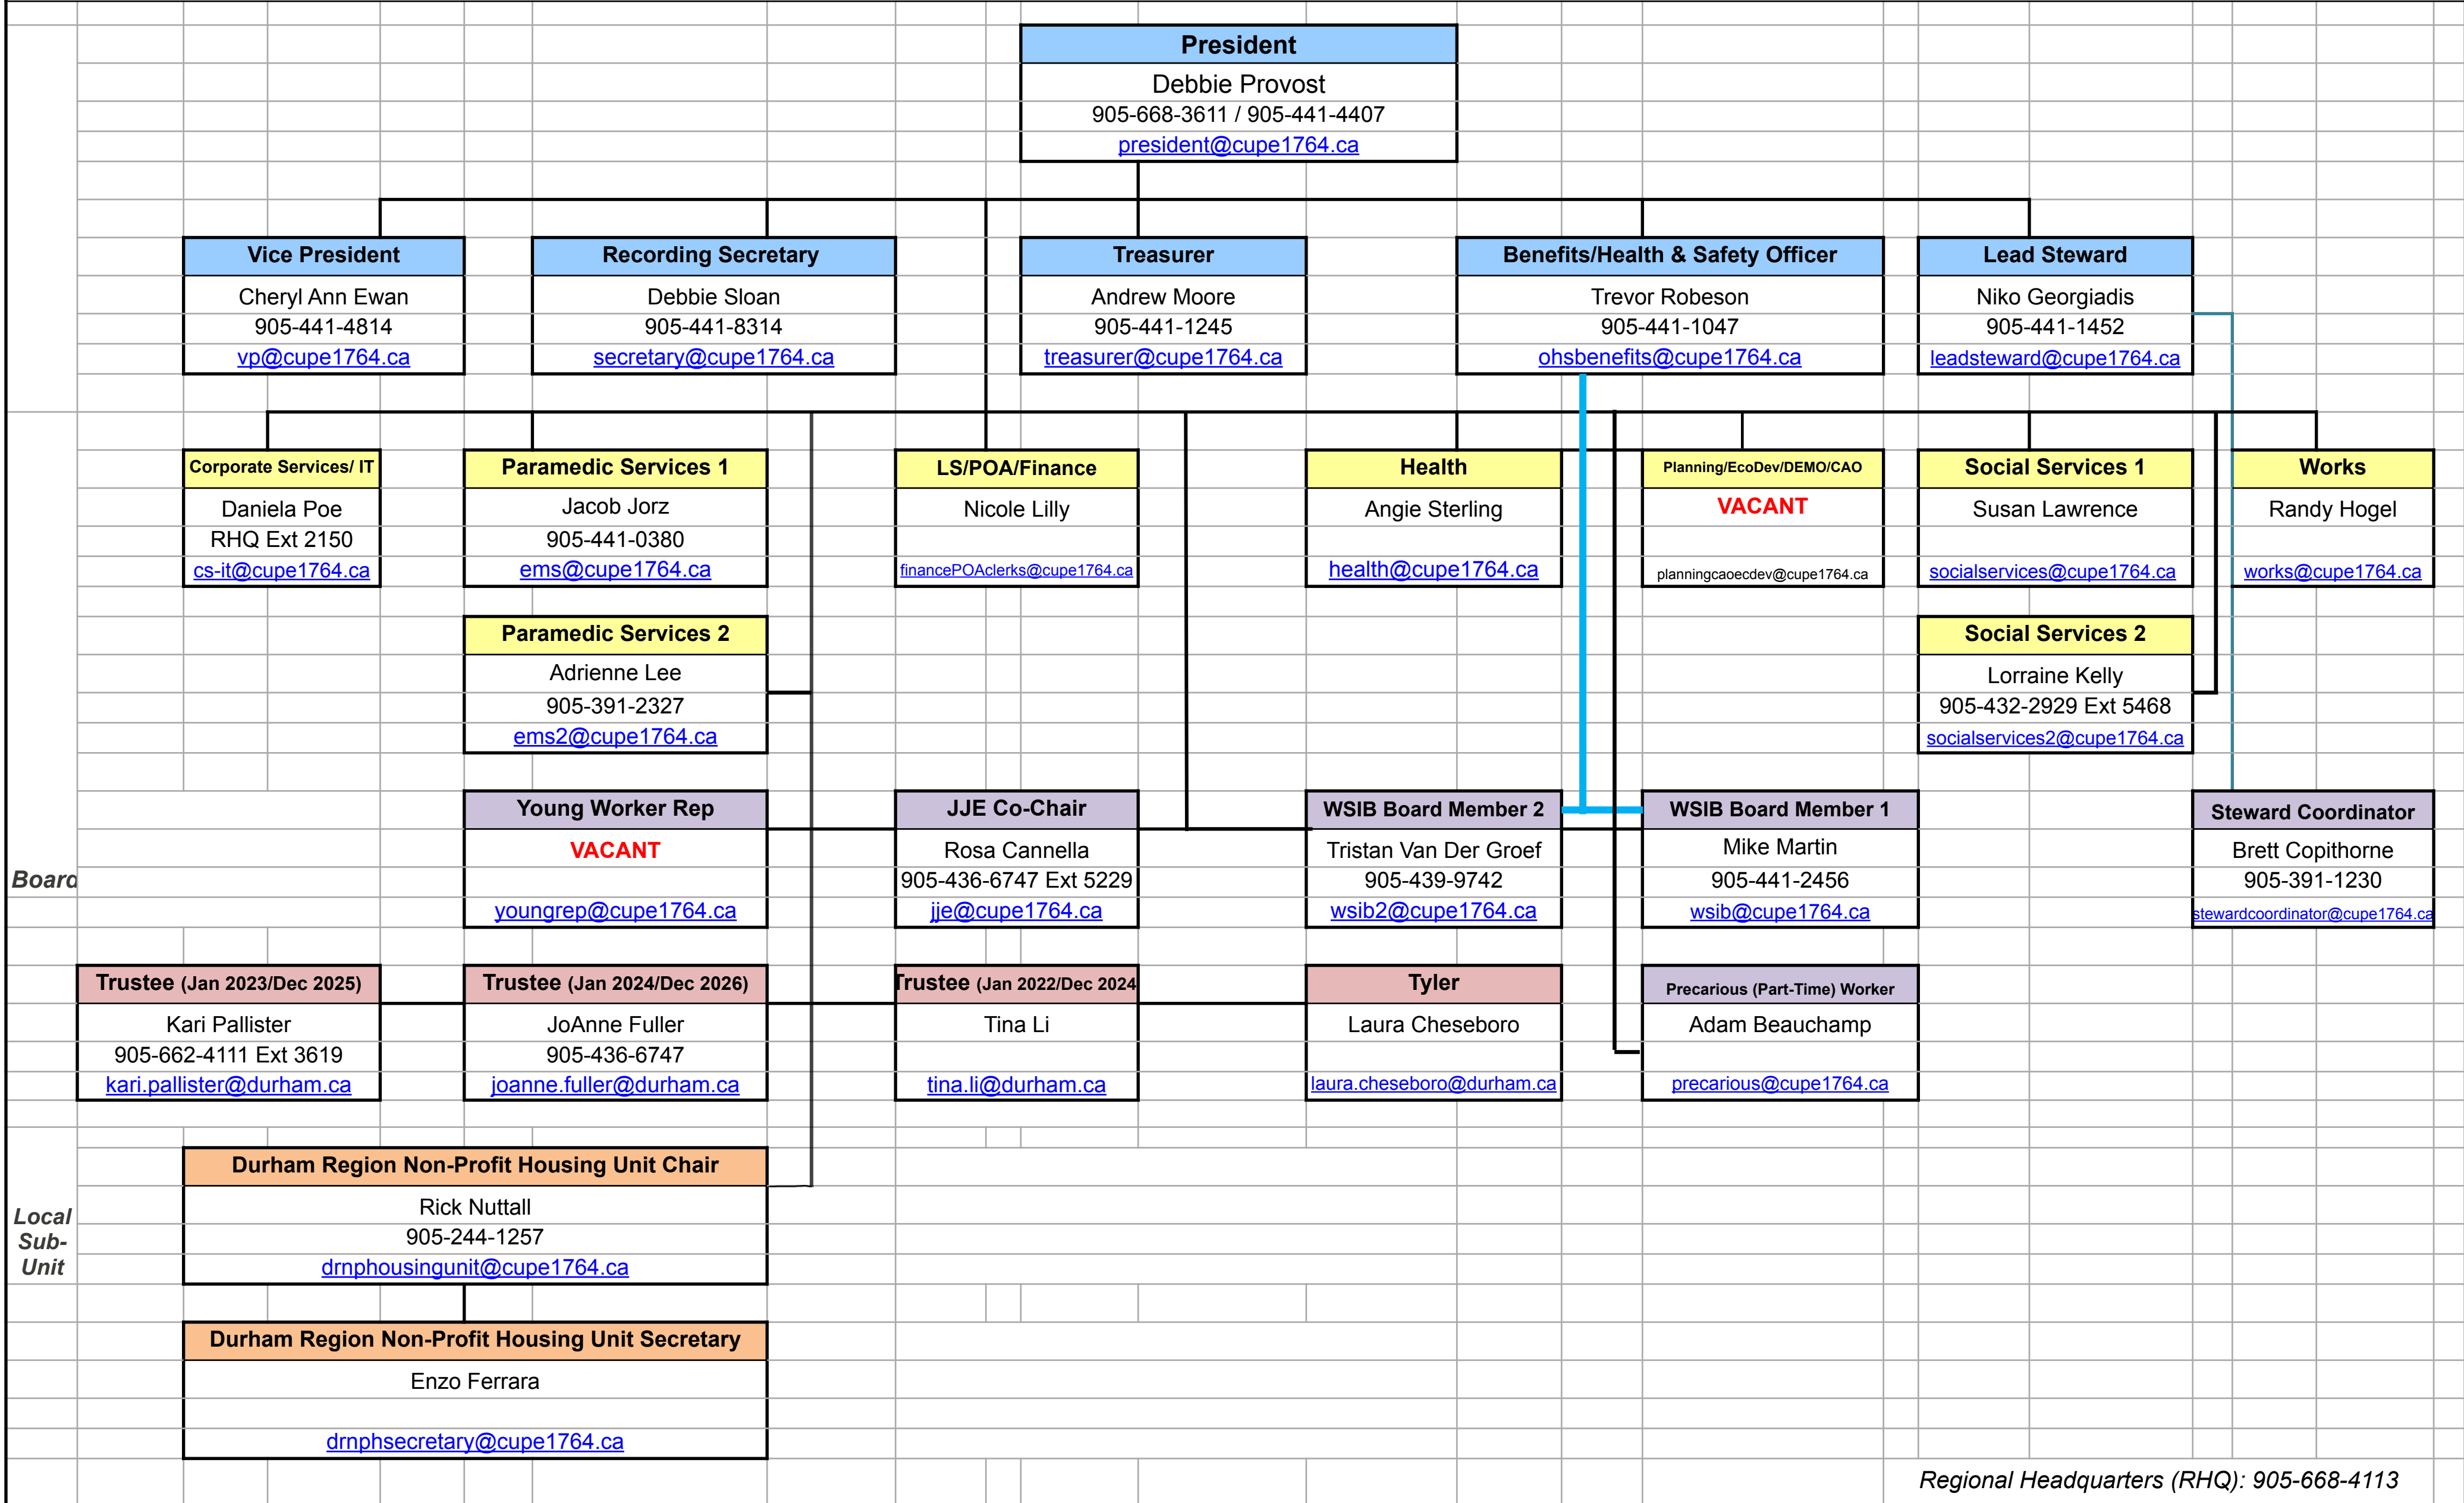 President
Debbie Provost
905-668-3611 / 905-441-4407
president@cupe1764.ca
Vice President
Cheryl Ann Ewan
905-441-4814
vp@cupe1764.ca
Recording Secretary
Debbie Sloan
905-441-8314
secretary@cupe1764.ca
Treasurer
Andrew Moore
905-441-1245
treasurer@cupe1764.ca
Benefits/Health & Safety Officer
Trevor Robeson
905-441-1047
ohsbenefits@cupe1764.ca
Lead Steward
Niko Georgiadis
905-441-1452
leadsteward@cupe1764.ca
Corporate Services/ IT
Daniela Poe
RHQ Ext 2150
cs-it@cupe1764.ca
Paramedic Services 1
Jacob Jorz
905-441-0380
ems@cupe1764.ca
LS/POA/Finance
Nicole Lilly
financePOAclerks@cupe1764.ca
Health
Angie Sterling
health@cupe1764.ca
Planning/EcoDev/DEMO/CAO
VACANT
planningcaoecdev@cupe1764.ca
Social Services 1
Susan Lawrence
socialservices@cupe1764.ca
Works
Randy Hogel
works@cupe1764.ca
Paramedic Services 2
Adrienne Lee
905-391-2327
ems2@cupe1764.ca
Social Services 2
Lorraine Kelly
905-432-2929 Ext 5468
socialservices2@cupe1764.ca
Board
Young Worker Rep
VACANT
youngrep@cupe1764.ca
JJE Co-Chair
Rosa Cannella
905-436-6747 Ext 5229
jje@cupe1764.ca
WSIB Board Member 2
Tristan Van Der Groef
905-439-9742
wsib2@cupe1764.ca
WSIB Board Member 1
Mike Martin
905-441-2456
wsib@cupe1764.ca
Steward Coordinator
Brett Copithorne
905-391-1230
stewardcoordinator@cupe1764.ca
Trustee (Jan 2023/Dec 2025)
Kari Pallister
905-662-4111 Ext 3619
kari.pallister@durham.ca
Trustee (Jan 2024/Dec 2026)
JoAnne Fuller
905-436-6747
joanne.fuller@durham.ca
Trustee (Jan 2022/Dec 2024
Tina Li
tina.li@durham.ca
Tyler
Laura Cheseboro
laura.cheseboro@durham.ca
Precarious (Part-Time) Worker
Adam Beauchamp
precarious@cupe1764.ca
Local
Sub-
Unit
Durham Region Non-Profit Housing Unit Chair
Rick Nuttall
905-244-1257
drnphousingunit@cupe1764.ca
Durham Region Non-Profit Housing Unit Secretary
Enzo Ferrara
drnphsecretary@cupe1764.ca
Regional Headquarters (RHQ): 905-668-4113